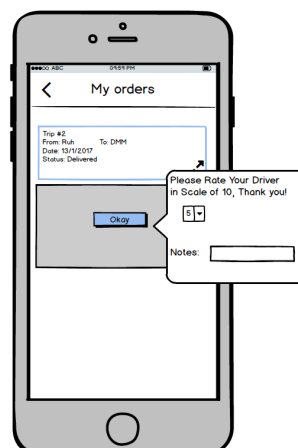 ABC 09:59 PM
My orders
Trip #2
From: Ruh To: DMM
Date: 13/1/2017
Status: Delivered
Okay
Please Rate Your Driver
in Scale of 10, Thank you!
5
Notes: